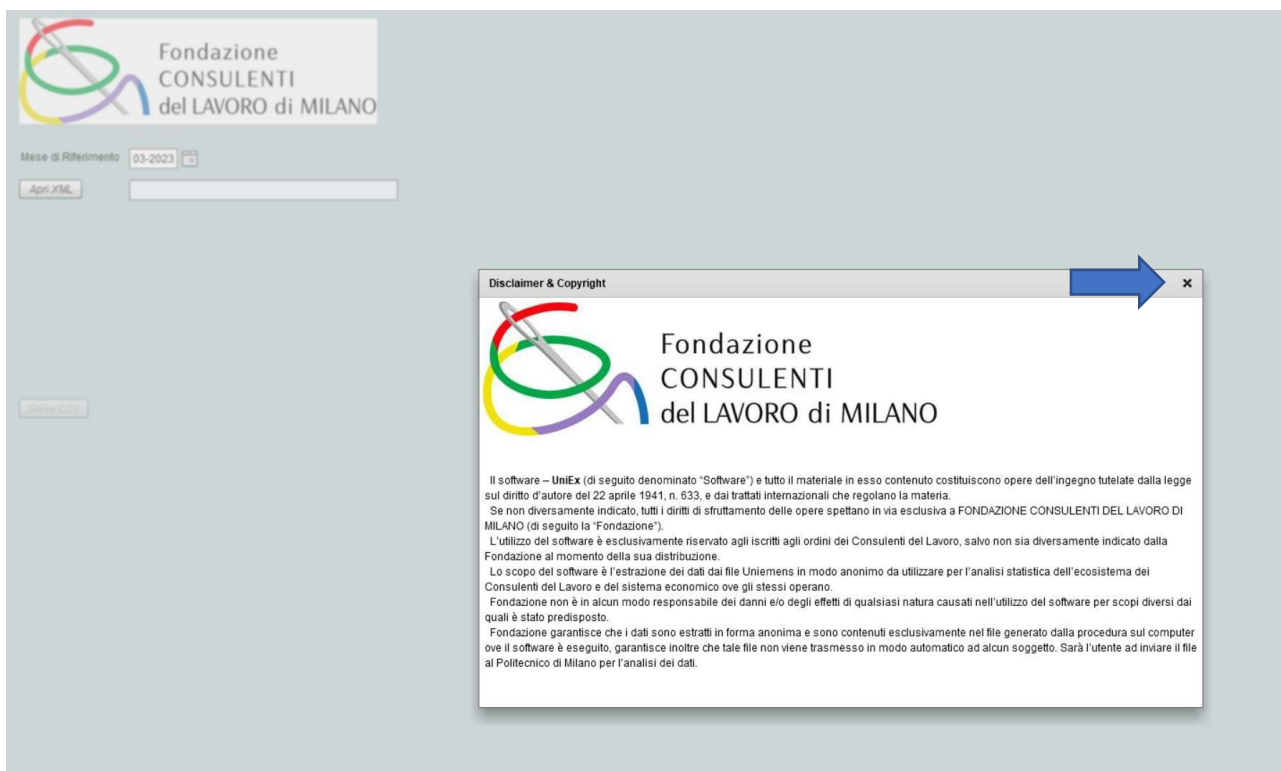 Fondazione
CONSULENTI
del LAVORO di MILANO
Mese di Riferimento 03-2023
Apri XML
Salva CSV
Disclaimer & Copyright
Fondazione
CONSULENTI
del LAVORO di MILANO
Il software – UniEx (di seguito denominato “Software”) e tutto il materiale in esso contenuto costituiscono opere dell’ingegno tutelate dalla legge
sul diritto d’autore del 22 aprile 1941, n. 633, e dai trattati internazionali che regolano la materia.
Se non diversamente indicato, tutti i diritti di sfruttamento delle opere spettano in via esclusiva a FONDAZIONE CONSULENTI DEL LAVORO DI
MILANO (di seguito la “Fondazione”).
L’utilizzo del software è esclusivamente riservato agli iscritti agli ordini dei Consulenti del Lavoro, salvo non sia diversamente indicato dalla
Fondazione al momento della sua distribuzione.
Lo scopo del software è l’estrazione dei dati dai file Uniemens in modo anonimo da utilizzare per l’analisi statistica dell’ecosistema dei
Consulenti del Lavoro e del sistema economico ove gli stessi operano.
Fondazione non è in alcun modo responsabile dei danni e/o degli effetti di qualsiasi natura causati nell’utilizzo del software per scopi diversi dai
quali è stato predisposto.
Fondazione garantisce che i dati sono estratti in forma anonima e sono contenuti esclusivamente nel file generato dalla procedura sul computer
ove il software è eseguito, garantisce inoltre che tale file non viene trasmesso in modo automatico ad alcun soggetto. Sarà l’utente ad inviare il file
al Politecnico di Milano per l’analisi dei dati.